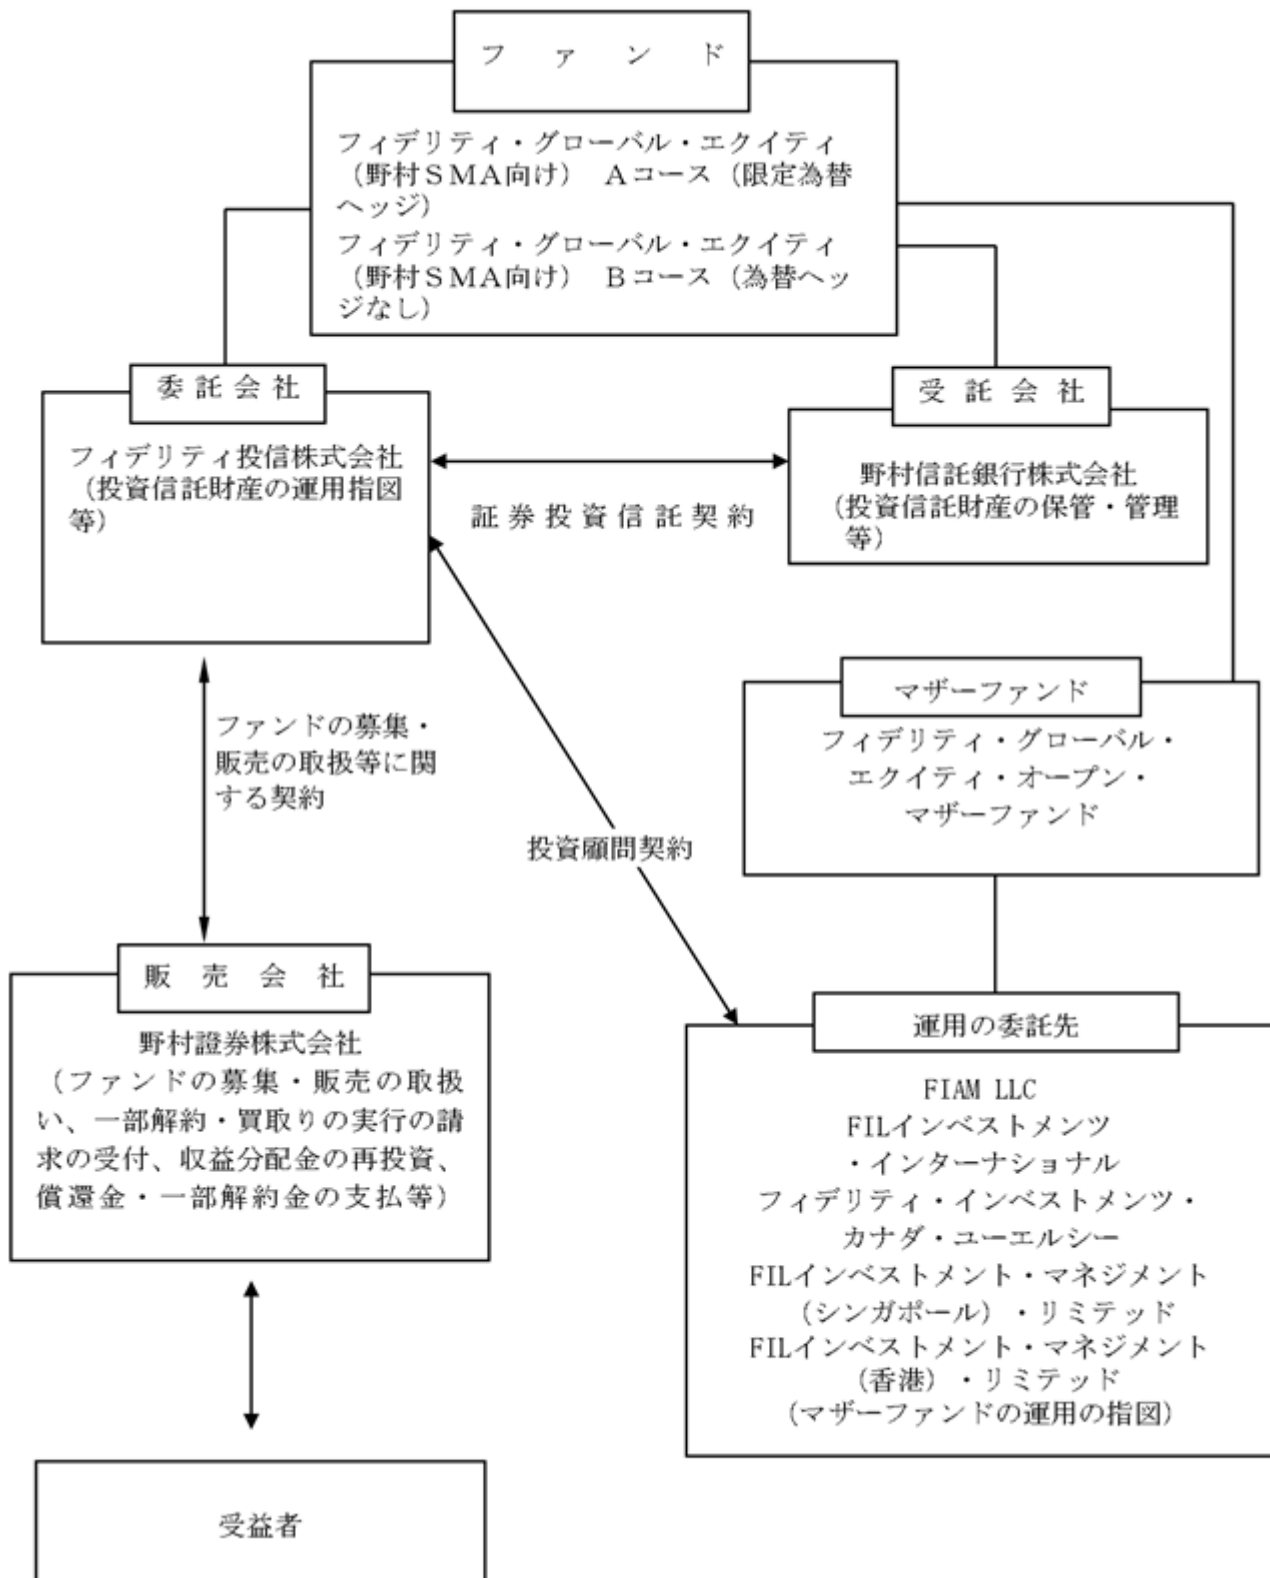 ファンド
フィデリティ・グローバル・エクイティ
（野村ＳＭＡ向け）　Ａコース（限定為替
ヘッジ）
フィデリティ・グローバル・エクイティ
（野村ＳＭＡ向け）　Ｂコース（為替ヘッ
ジなし）
委託会社
フィデリティ投信株式会社
（投資信託財産の運用指図
等）
証券投資信託契約
受託会社
野村信託銀行株式会社
（投資信託財産の保管・管理
等）
ファンドの募集・
販売の取扱等に関
する契約
投資顧問契約
マザーファンド
フィデリティ・グローバル・
エクイティ・オープン・
マザーファンド
販売会社
野村證券株式会社
（ファンドの募集・販売の取扱
い、一部解約・買取りの実行の請
求の受付、収益分配金の再投資、
償還金・一部解約金の支払等）
運用の委託先
FIAM LLC
FILインベストメンツ
・インターナショナル
フィデリティ・インベストメンツ・
カナダ・ユーエルシー
FILインベストメント・マネジメント
（シンガポール）・リミテッド
FILインベストメント・マネジメント
（香港）・リミテッド
（マザーファンドの運用の指図）
受益者